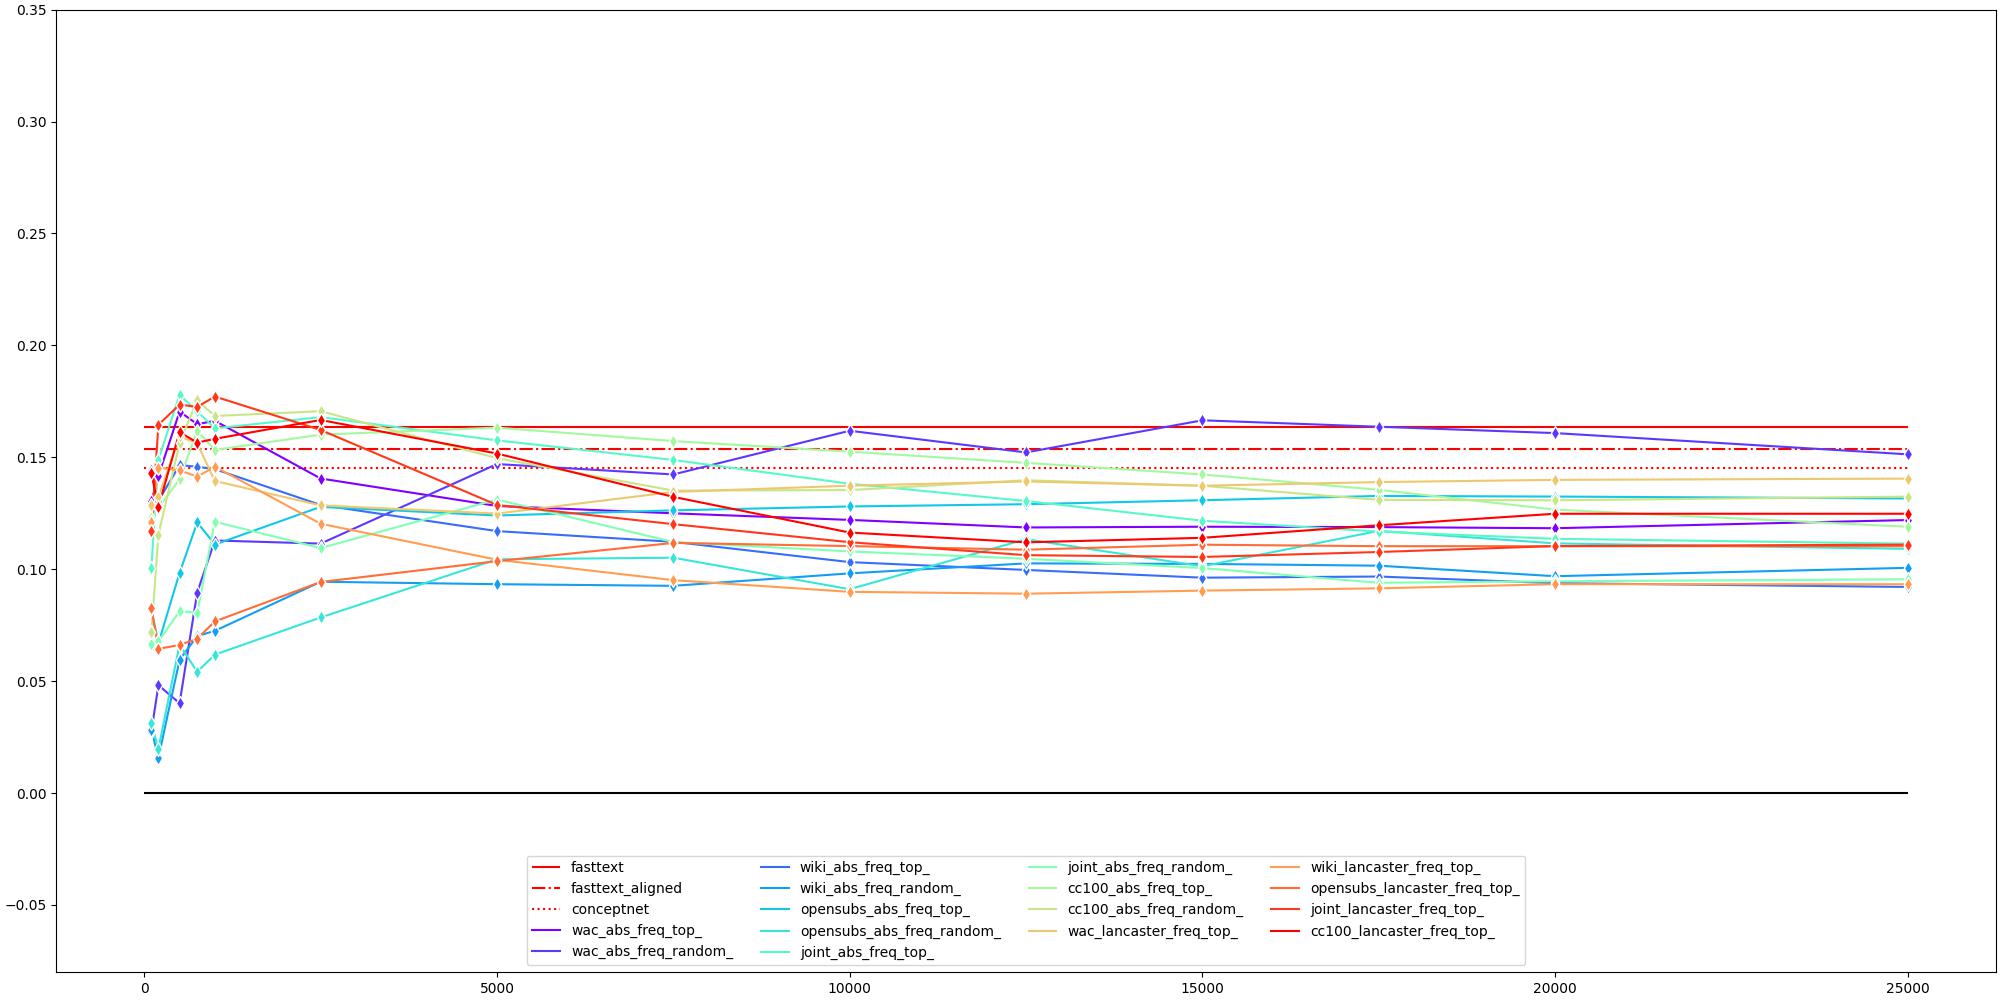 0.35
0.30
0.25
0.20
0.15
0.10
0.05
0.00
−0.05
0
5000
10000
15000
20000
25000
fasttext
fasttext_aligned
conceptnet
wac_abs_freq_top_
wac_abs_freq_random_
wiki_abs_freq_top_
wiki_abs_freq_random_
opensubs_abs_freq_top_
opensubs_abs_freq_random_
joint_abs_freq_top_
joint_abs_freq_random_
cc100_abs_freq_top_
cc100_abs_freq_random_
wac_lancaster_freq_top_
wiki_lancaster_freq_top_
opensubs_lancaster_freq_top_
joint_lancaster_freq_top_
cc100_lancaster_freq_top_